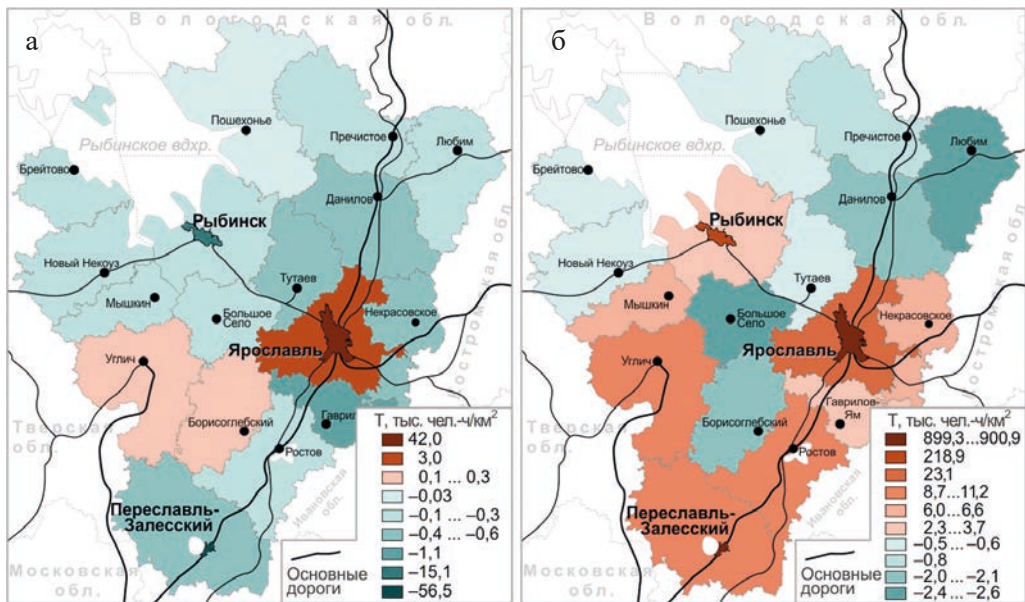 а
Вологодская обл.
Пошехонье
Рыбинское вдхр.
Пречистое
Любим
Брейтово
Данилов
Рыбинск
Новый Некоуз
Мышкин
Тутаев
Большое
Село
Некрасовское
Ярославль
Костромская обл.
Углич
Борисоглебский
Гаврил
Ростов
Тверская
обл.
Ивановская
обл.
Переславль-
Залесский
Московская
обл.
Т, тыс. чел.-ч/км²
42,0
3,0
0,1 ... 0,3
–0,03
–0,1 ... –0,3
–0,4 ... –0,6
–1,1
–15,1
–56,5
Основные
дороги
б
Вологодская обл.
Пошехонье
Рыбинское вдхр.
Пречистое
Любим
Брейтово
Данилов
Рыбинск
Новый Некоуз
Мышкин
Тутаев
Большое
Село
Некрасовское
Ярославль
Костромская обл.
Углич
Гаврилов-
Ям
Борисоглебский
Ростов
Тверская
обл.
Ивановская
обл.
Переславль-
Залесский
Московская
обл.
Т, тыс. чел.-ч/км²
899,3...900,9
218,9
23,1
8,7...11,2
6,0...6,6
2,3...3,7
–0,5 ... –0,6
–0,8
–2,0 ... –2,1
–2,4 ... –2,6
Основные
дороги